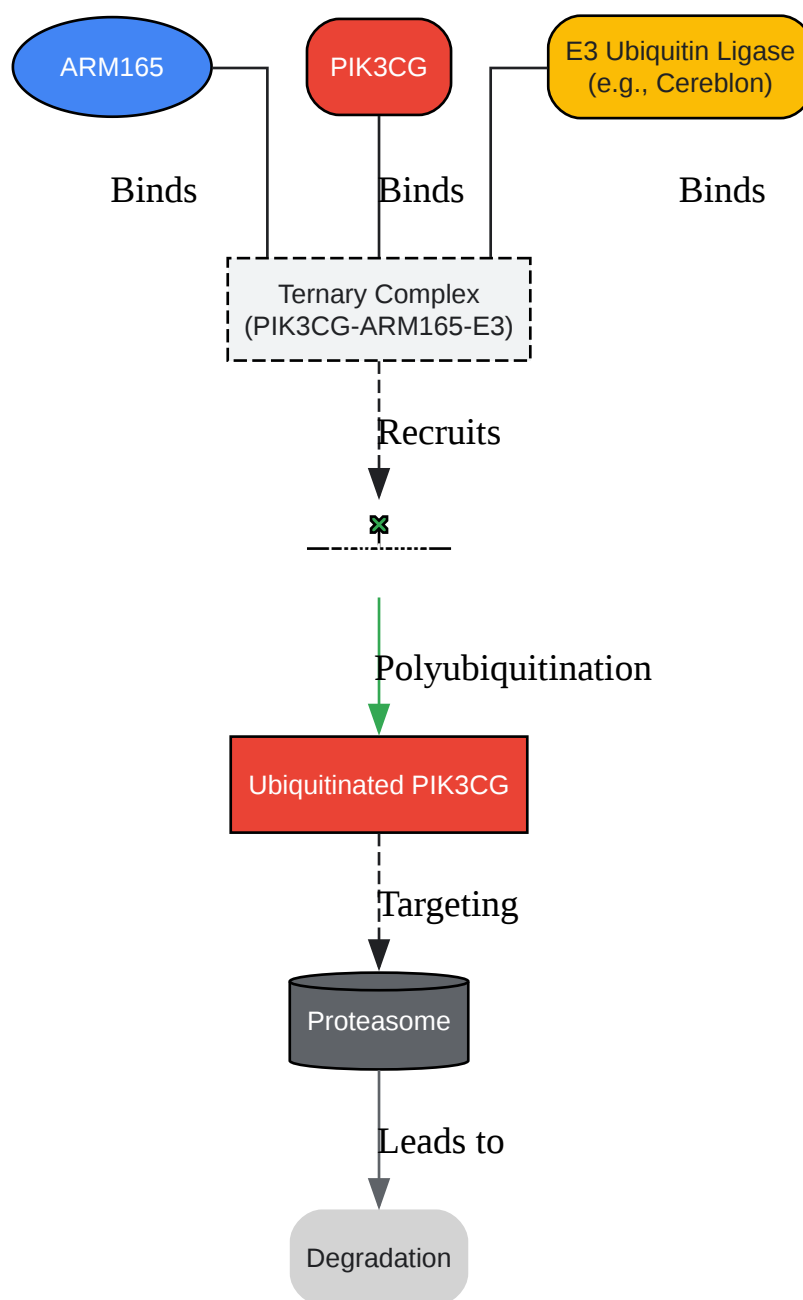 ARM165
PIK3CG
E3 Ubiquitin Ligase
(e.g., Cereblon)
Binds
Binds
Binds
Ternary Complex
(PIK3CG-ARM165-E3)
Recruits
Polyubiquitination
Ubiquitinated PIK3CG
Targeting
Proteasome
Leads to
Degradation